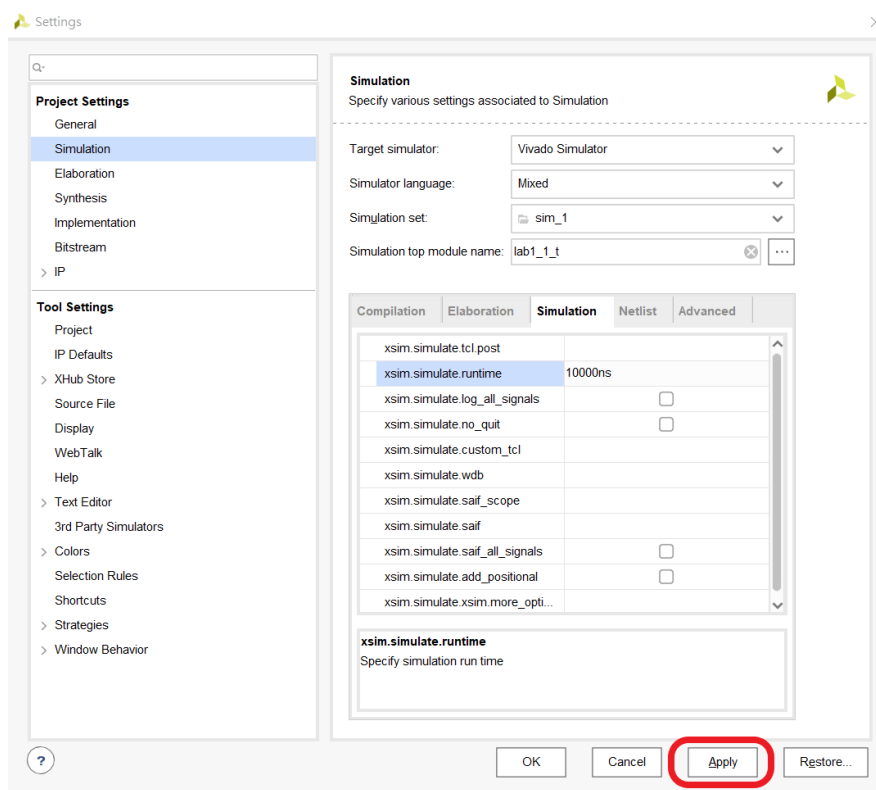 Settings
Q-
Project Settings
General
Simulation
Elaboration
Synthesis
Implementation
Bitstream
> IP
Tool Settings
Project
IP Defaults
> XHub Store
Source File
Display
WebTalk
Help
> Text Editor
3rd Party Simulators
> Colors
Selection Rules
Shortcuts
> Strategies
> Window Behavior
?
Simulation
Specify various settings associated to Simulation
Target simulator: Vivado Simulator
Simulator language: Mixed
Simulation set: sim_1
Simulation top module name: lab1_1_t ...
Compilation Elaboration Simulation Netlist Advanced
xsim.simulate.tcl.post
xsim.simulate.runtime 10000ns
xsim.simulate.log_all_signals
xsim.simulate.no_quit
xsim.simulate.custom_tcl
xsim.simulate.wdb
xsim.simulate.saif_scope
xsim.simulate.saif
xsim.simulate.saif_all_signals
xsim.simulate.add_positional
xsim.simulate.xsim.more_opti...
xsim.simulate.runtime
Specify simulation run time
OK Cancel Apply Restore...